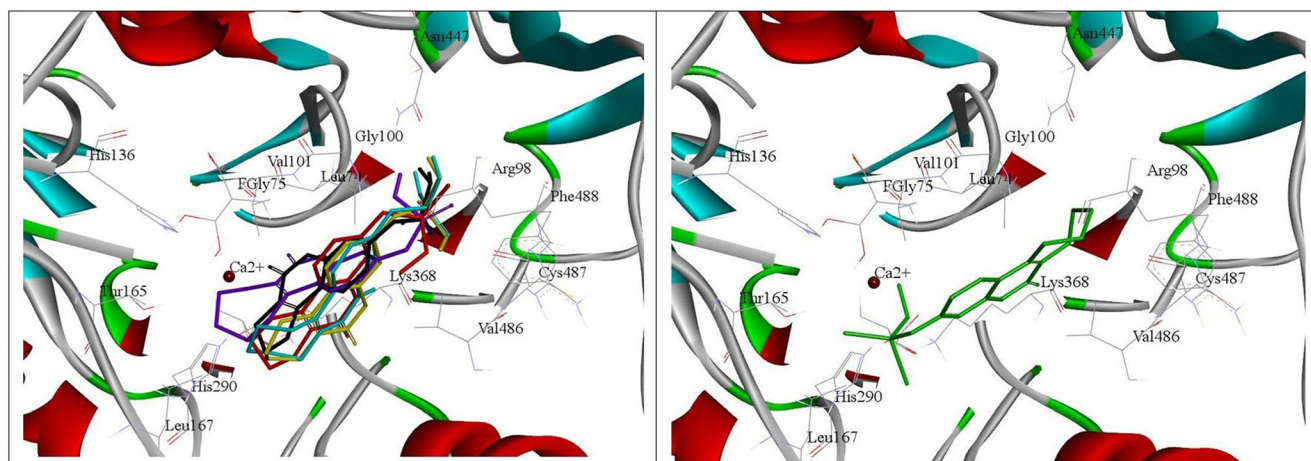 Asn447
Gly100
His136
Val101
Arg98
FGly75
Leu74
Phe488
Ca2+
Lys368
Cys487
Thr165
Val486
His290
Leu167
Asn447
Gly100
His136
Val101
Arg98
FGly75
Leu74
Phe488
Ca2+
Lys368
Cys487
Thr165
Val486
His290
Leu167